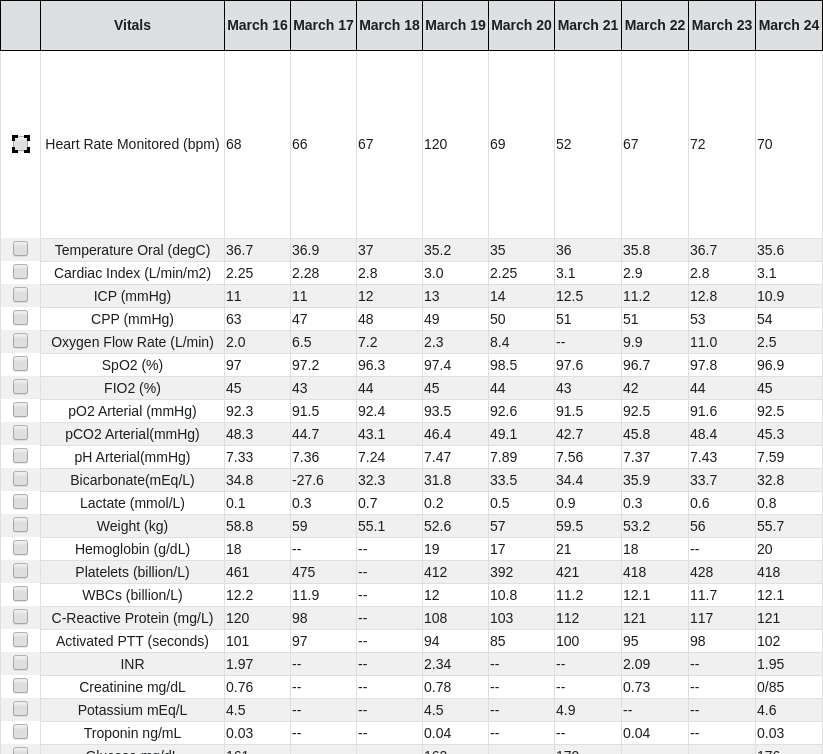 Vitals March 16 March 17 March 18 March 19 March 20 March 21 March 22 March 23 March 24
Heart Rate Monitored (bpm) 68 66 67 120 69 52 67 72 70
Temperature Oral (degC) 36.7 36.9 37 35.2 35 36 35.8 36.7 35.6
Cardiac Index (L/min/m2) 2.25 2.28 2.8 3.0 2.25 3.1 2.9 2.8 3.1
ICP (mmHg) 11 11 12 13 14 12.5 11.2 12.8 10.9
CPP (mmHg) 63 47 48 49 50 51 51 53 54
Oxygen Flow Rate (L/min) 2.0 6.5 7.2 2.3 8.4 -- 9.9 11.0 2.5
SpO2 (%) 97 97.2 96.3 97.4 98.5 97.6 96.7 97.8 96.9
FIO2 (%) 45 43 44 45 44 43 42 44 45
pO2 Arterial (mmHg) 92.3 91.5 92.4 93.5 92.6 91.5 92.5 91.6 92.5
pCO2 Arterial(mmHg) 48.3 44.7 43.1 46.4 49.1 42.7 45.8 48.4 45.3
pH Arterial(mmHg) 7.33 7.36 7.24 7.47 7.89 7.56 7.37 7.43 7.59
Bicarbonate(mEq/L) 34.8 -27.6 32.3 31.8 33.5 34.4 35.9 33.7 32.8
Lactate (mmol/L) 0.1 0.3 0.7 0.2 0.5 0.9 0.3 0.6 0.8
Weight (kg) 58.8 59 55.1 52.6 57 59.5 53.2 56 55.7
Hemoglobin (g/dL) 18 -- -- 19 17 21 18 -- 20
Platelets (billion/L) 461 475 -- 412 392 421 418 428 418
WBCs (billion/L) 12.2 11.9 -- 12 10.8 11.2 12.1 11.7 12.1
C-Reactive Protein (mg/L) 120 98 -- 108 103 112 121 117 121
Activated PTT (seconds) 101 97 -- 94 85 100 95 98 102
INR 1.97 -- -- 2.34 -- -- 2.09 -- 1.95
Creatinine mg/dL 0.76 -- -- 0.78 -- -- 0.73 -- 0/85
Potassium mEq/L 4.5 -- -- 4.5 -- 4.9 -- -- 4.6
Troponin ng/mL 0.03 -- -- 0.04 -- -- 0.04 -- 0.03